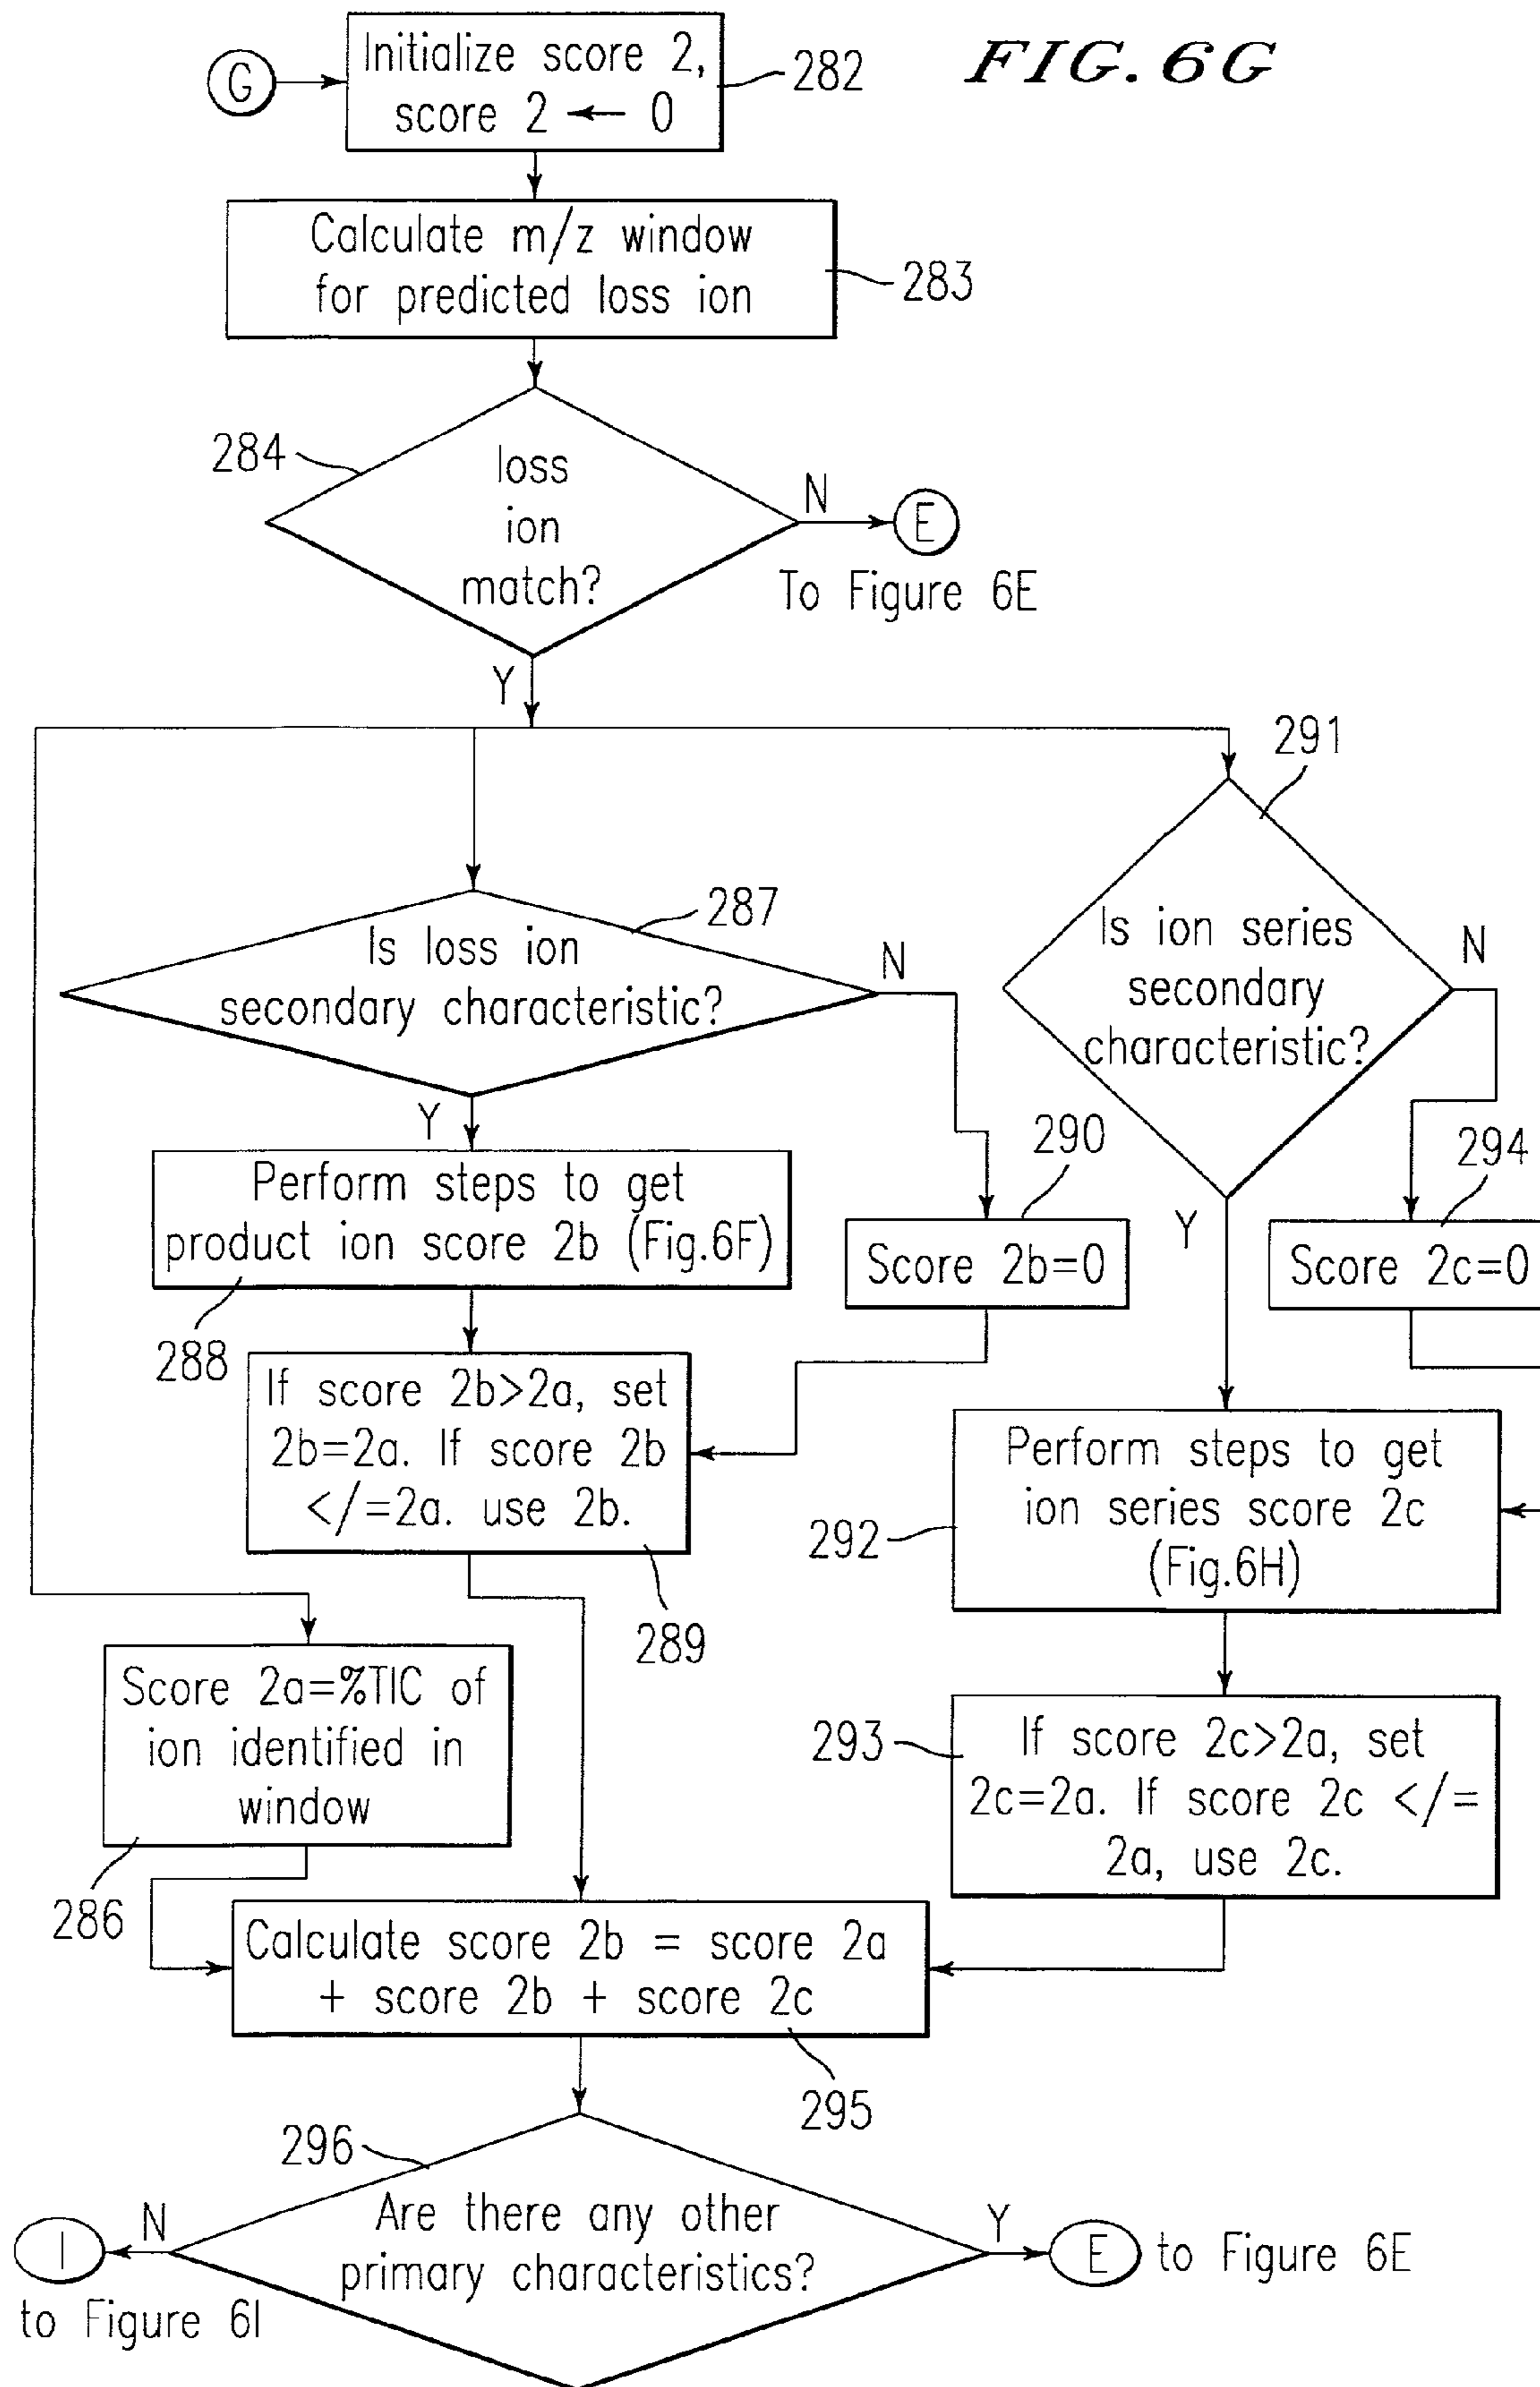 FIG. 6G
G
Initialize score 2,
score 2 ← 0
282
Calculate m/z window
for predicted loss ion
283
284
loss
ion
match?
N
E
To Figure 6E
Y
291
287
Is loss ion
secondary characteristic?
N
Is ion series
secondary
characteristic?
N
Y
Perform steps to get
product ion score 2b (Fig.6F)
288
290
Score 2b=0
Y
294
Score 2c=0
If score 2b>2a, set
2b=2a. If score 2b
</=2a. use 2b.
289
Perform steps to get
ion series score 2c
(Fig.6H)
292
Score 2a=%TIC of
ion identified in
window
286
293
If score 2c>2a, set
2c=2a. If score 2c </=
2a, use 2c.
Calculate score 2b = score 2a
+ score 2b + score 2c
295
296
Are there any other
primary characteristics?
N
I
to Figure 6I
Y
E
to Figure 6E